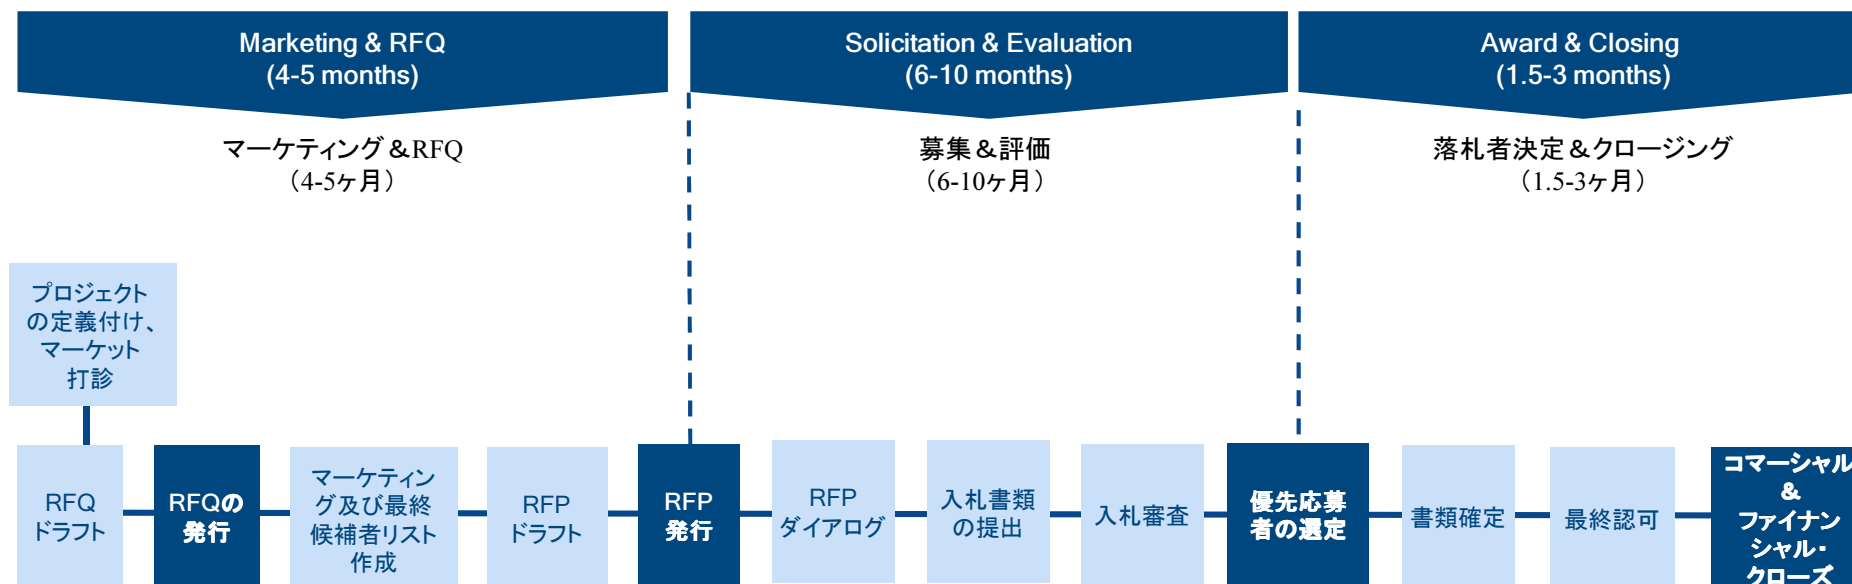 Marketing & RFQ
(4-5 months)
Solicitation & Evaluation
(6-10 months)
Award & Closing
(1.5-3 months)
マーケティング&RFQ
(4-5ヶ月)
募集&評価
(6-10ヶ月)
落札者決定&クロージング
(1.5-3ヶ月)
プロジェクト
の定義付け、
マーケット
打診
RFQ
ドラフト
RFQの
発行
マーケティン
グ及び最終
候補者リスト
作成
RFP
ドラフト
RFP
発行
RFP
ダイアログ
入札書類
の提出
入札審査
優先応募
者の選定
書類確定
最終認可
コマーシャル
&
ファイナン
シャル・
クローズ